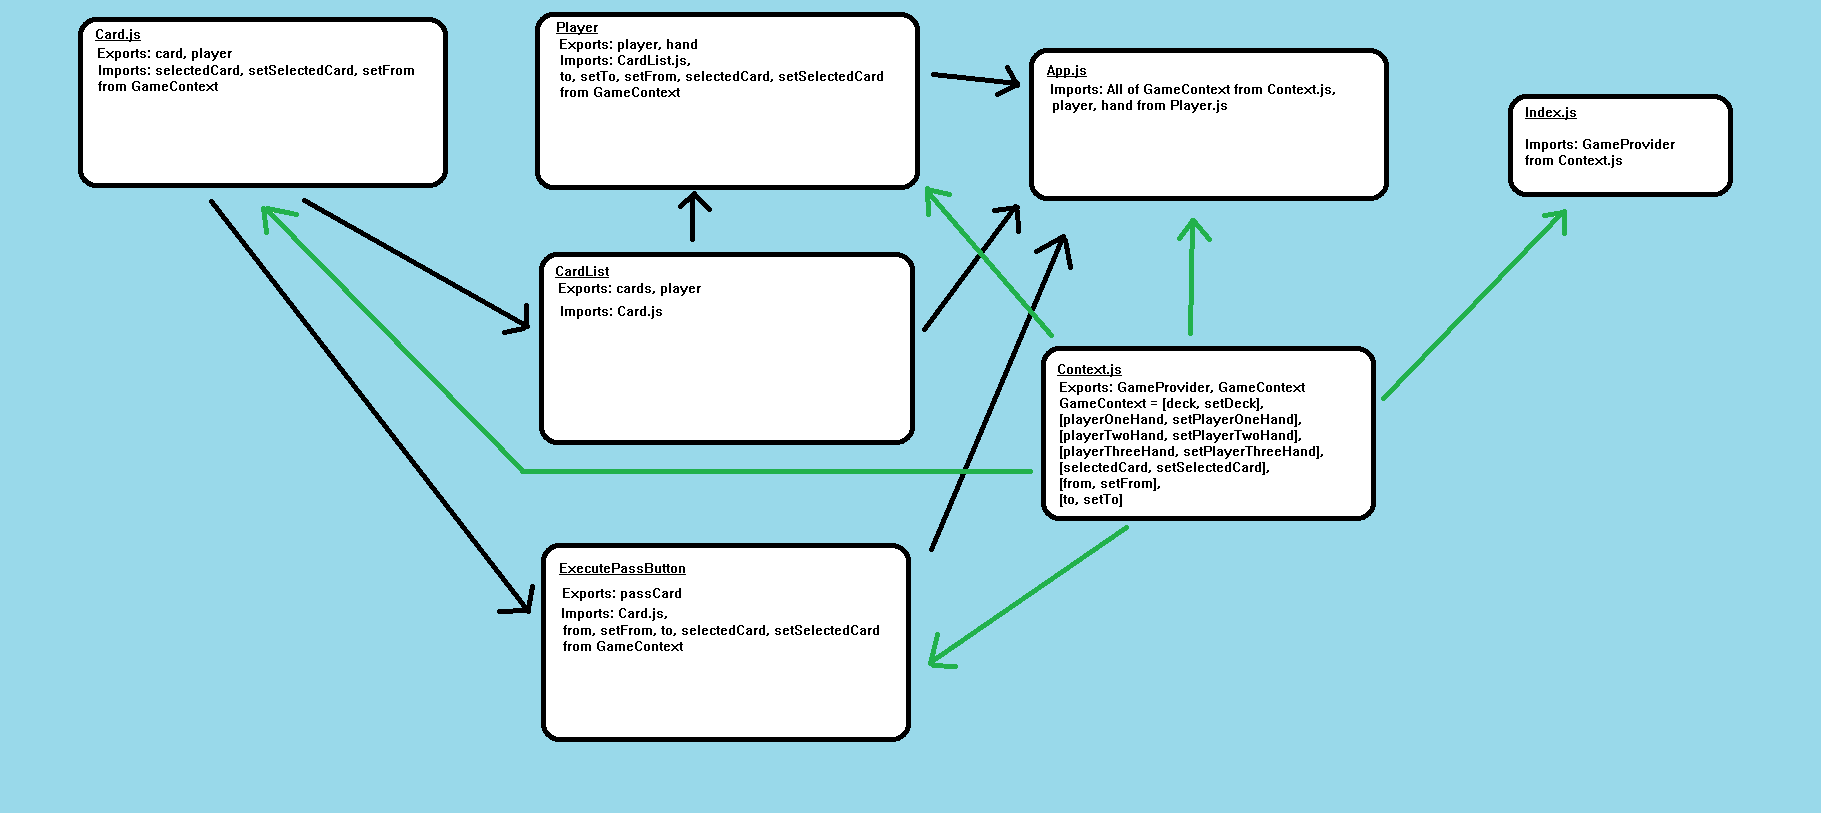 Card.js
Exports: card, player
Imports: selectedCard, setSelectedCard, setFrom
from GameContext
Player
Exports: player, hand
Imports: CardList.js,
to, setTo, setFrom, selectedCard, setSelectedCard
from GameContext
App.js
Imports: All of GameContext from Context.js,
player, hand from Player.js
Index.js
Imports: GameProvider
from Context.js
CardList
Exports: cards, player
Imports: Card.js
Context.js
Exports: GameProvider, GameContext
GameContext = [deck, setDeck],
[playerOneHand, setPlayerOneHand],
[playerTwoHand, setPlayerTwoHand],
[playerThreeHand, setPlayerThreeHand],
[selectedCard, setSelectedCard],
[from, setFrom],
[to, setTo]
ExecutePassButton
Exports: passCard
Imports: Card.js,
from, setFrom, to, selectedCard, setSelectedCard
from GameContext